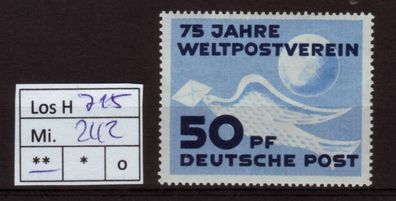 Los H 715
Mi. 242
** * o
75 JAHRE
WELTPOSTVEREIN
50 PF
DEUTSCHE POST